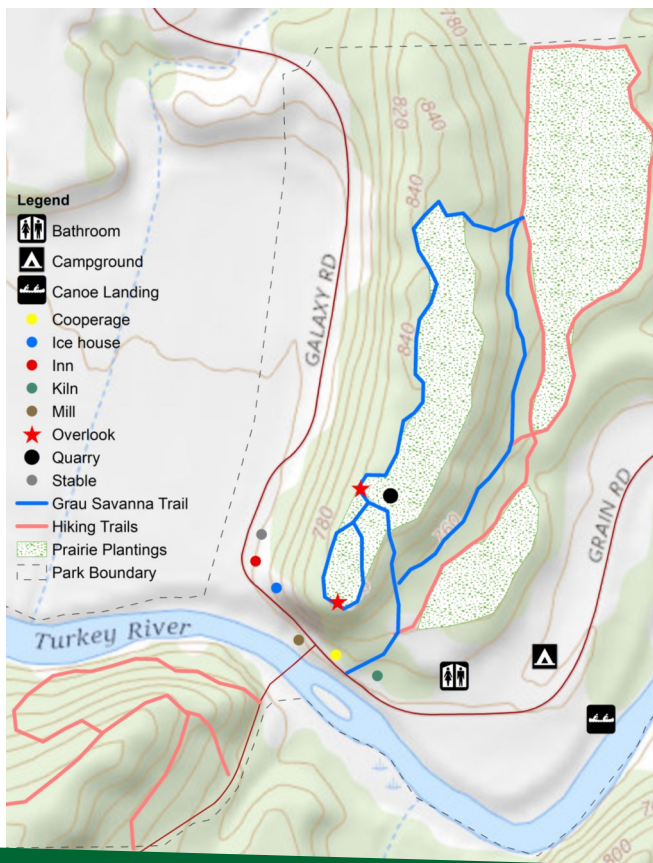 780
820
840
840
GALAXY RD
840
Legend
Bathroom
Campground
Canoe Landing
Cooperage
Ice house
Inn
Kiln
Mill
Overlook
Quarry
Stable
Grau Savanna Trail
Hiking Trails
Prairie Plantings
Park Boundary
780
760
GRAIN RD
Turkey River
800